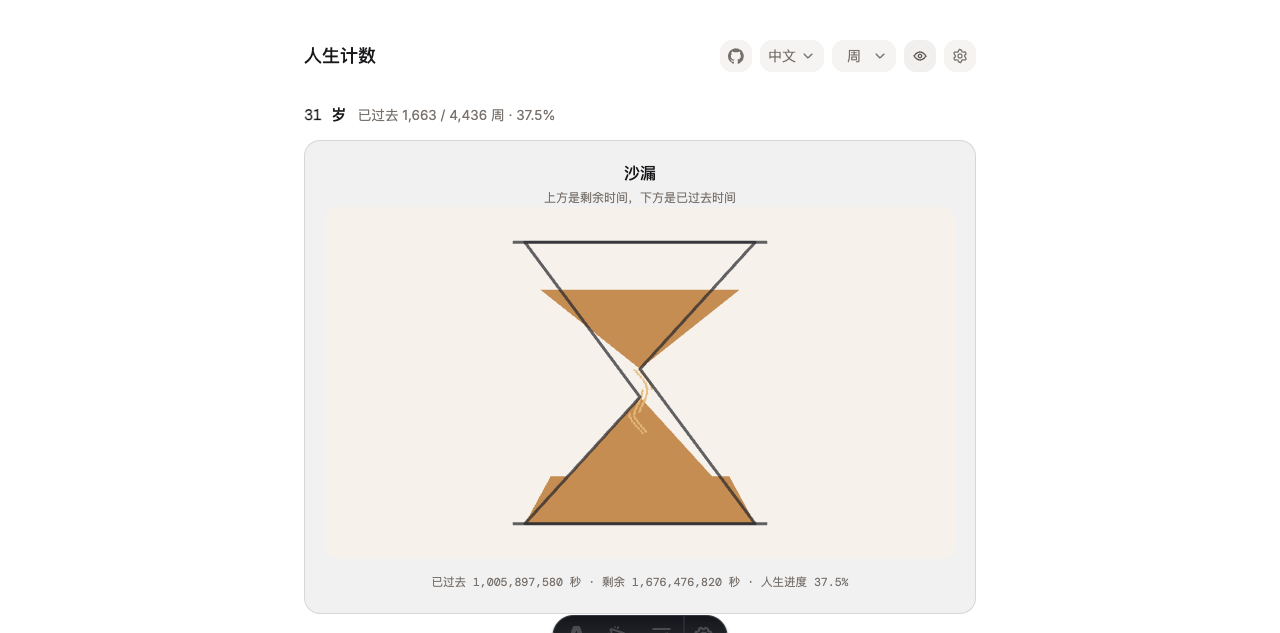 人生计数
中文
周
31 岁 已过去 1,663 / 4,436 周 · 37.5%
沙漏
上方是剩余时间，下方是已过去时间
已过去 1,005,897,580 秒 · 剩余 1,676,476,820 秒 · 人生进度 37.5%